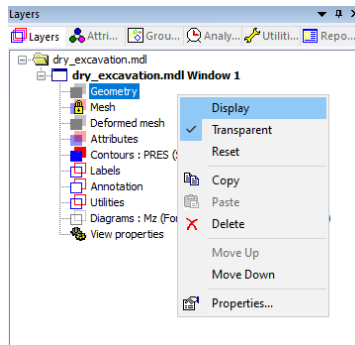 Layers
Layers Attri... Grou... Analy... Utiliti... Repo...
dry_excavation.mdl
dry_excavation.mdl Window 1
Geometry
Mesh
Deformed mesh
Attributes
Contours : PRES (
Labels
Annotation
Utilities
Diagrams : Mz (For
View properties
Display
Transparent
Reset
Copy
Paste
Delete
Move Up
Move Down
Properties...